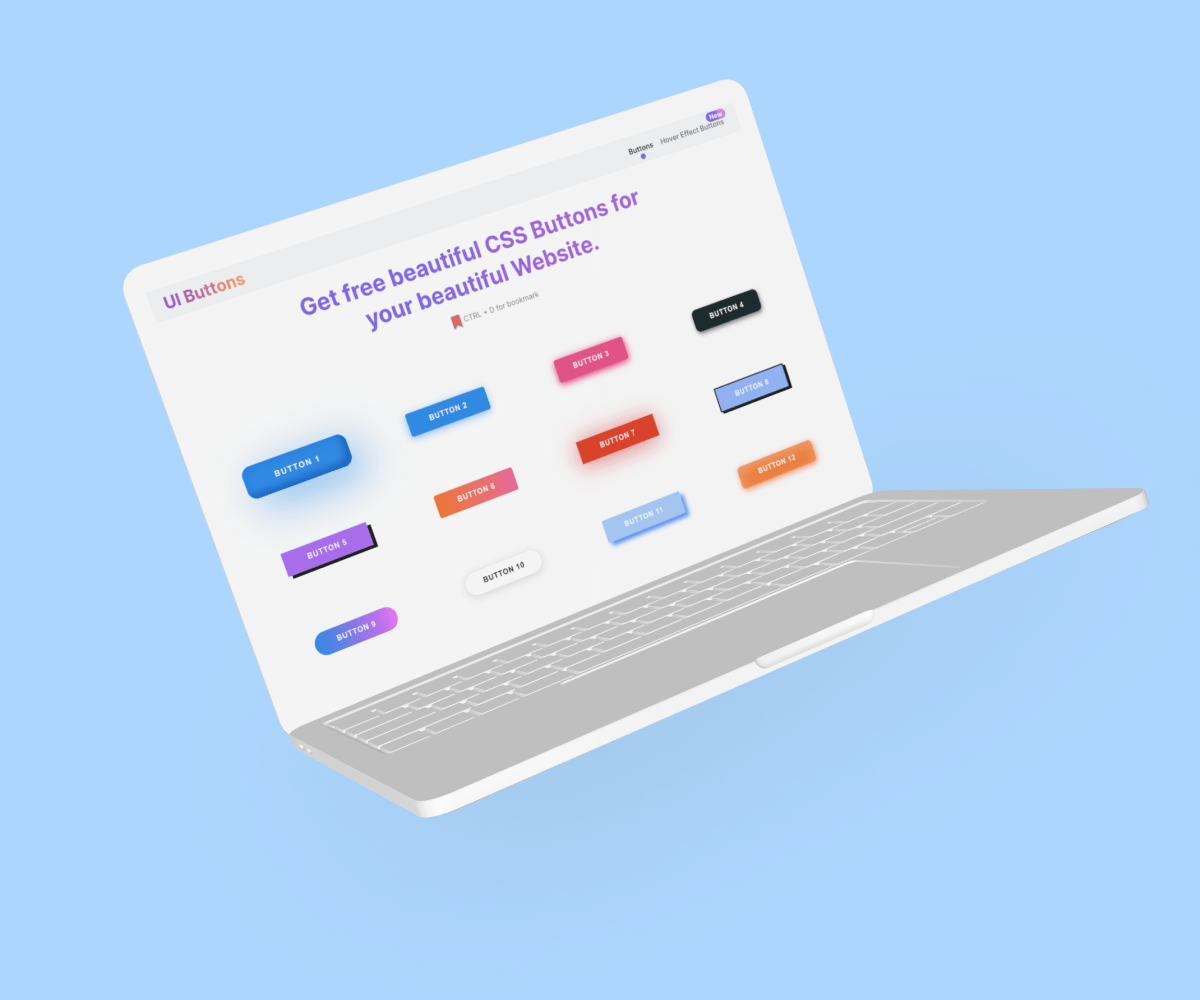 UI Buttons
Buttons
Hover Effect Buttons
New
Get free beautiful CSS Buttons for
your beautiful Website.
CTRL + D for bookmark
BUTTON 1
BUTTON 2
BUTTON 3
BUTTON 4
BUTTON 5
BUTTON 6
BUTTON 7
BUTTON 8
BUTTON 9
BUTTON 10
BUTTON 11
BUTTON 12